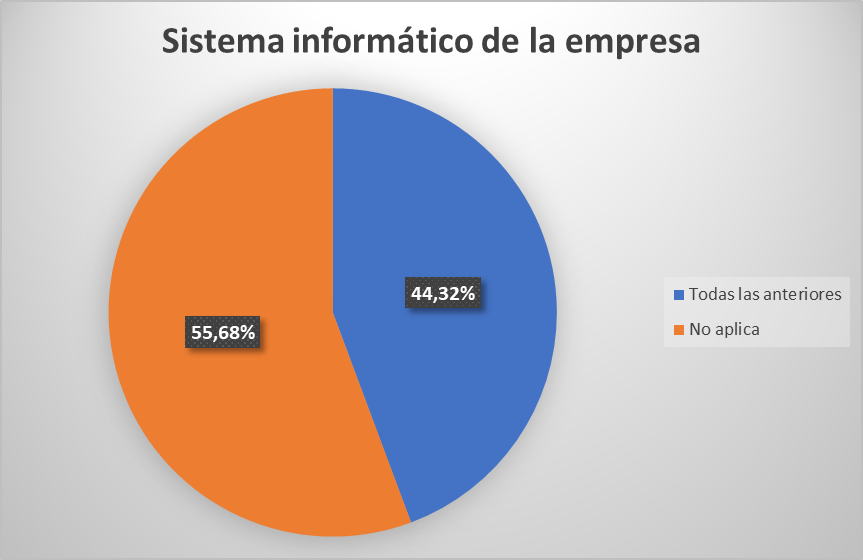 Sistema informático de la empresa
44,32%
55,68%
Todas las anteriores
No aplica